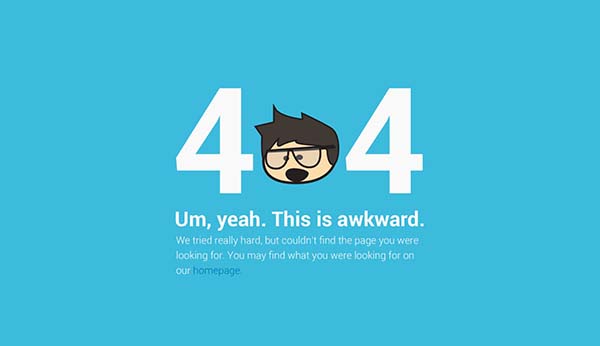 4 4
Um, yeah. This is awkward.
We tried really hard, but couldn't find the page you were
looking for. You may find what you were looking for on
our homepage.